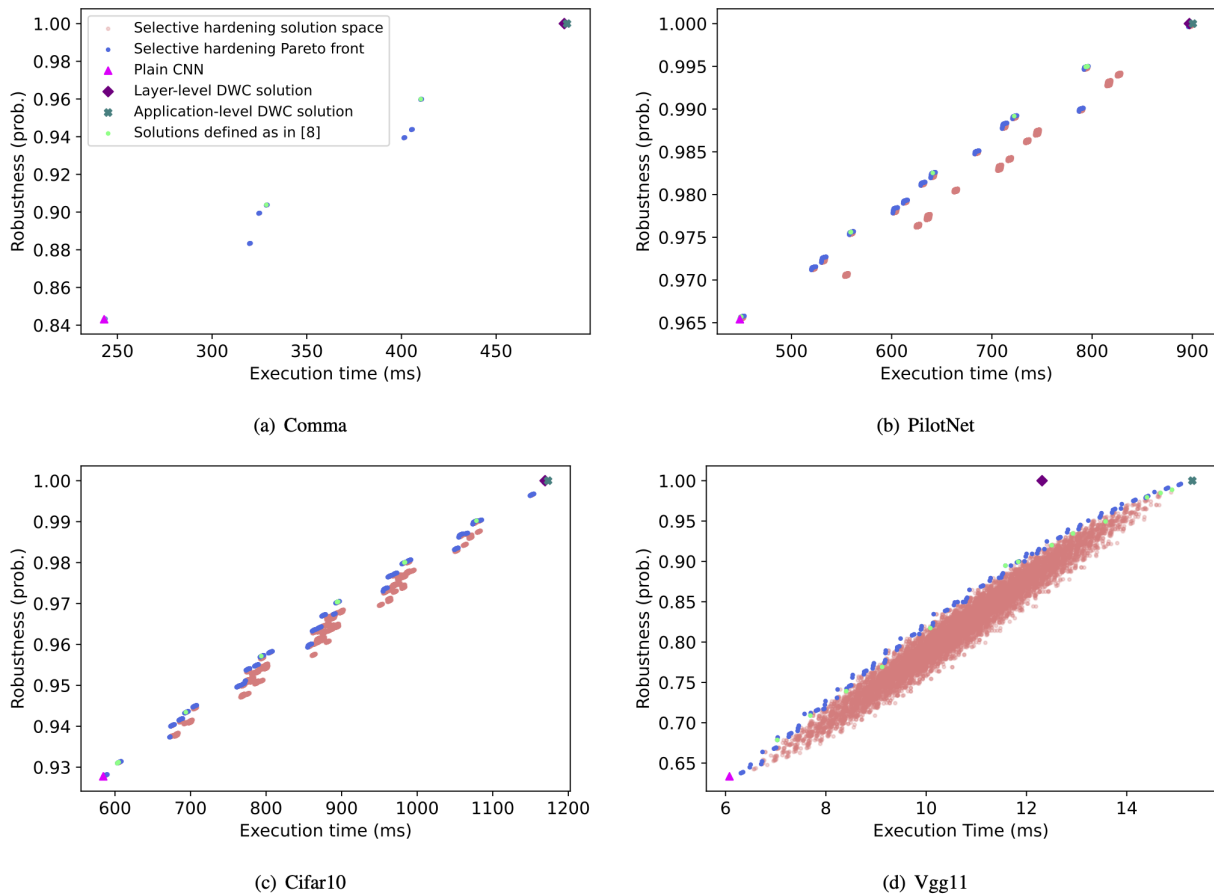 1.00
0.98
0.96
0.94
0.92
0.90
0.88
0.86
0.84
Robustness (prob.)
Selective hardening solution space
Selective hardening Pareto front
Plain CNN
Layer-level DWC solution
Application-level DWC solution
Solutions defined as in [8]
250 300 350 400 450
Execution time (ms)
(a) Comma
1.000
0.995
0.990
0.985
0.980
0.975
0.970
0.965
Robustness (prob.)
500 600 700 800 900
Execution time (ms)
(b) PilotNet
1.00
0.99
0.98
0.97
0.96
0.95
0.94
0.93
Robustness (prob.)
600 700 800 900 1000 1100 1200
Execution time (ms)
(c) Cifar10
1.00
0.95
0.90
0.85
0.80
0.75
0.70
0.65
Robustness (prob.)
6 8 10 12 14
Execution Time (ms)
(d) Vgg11